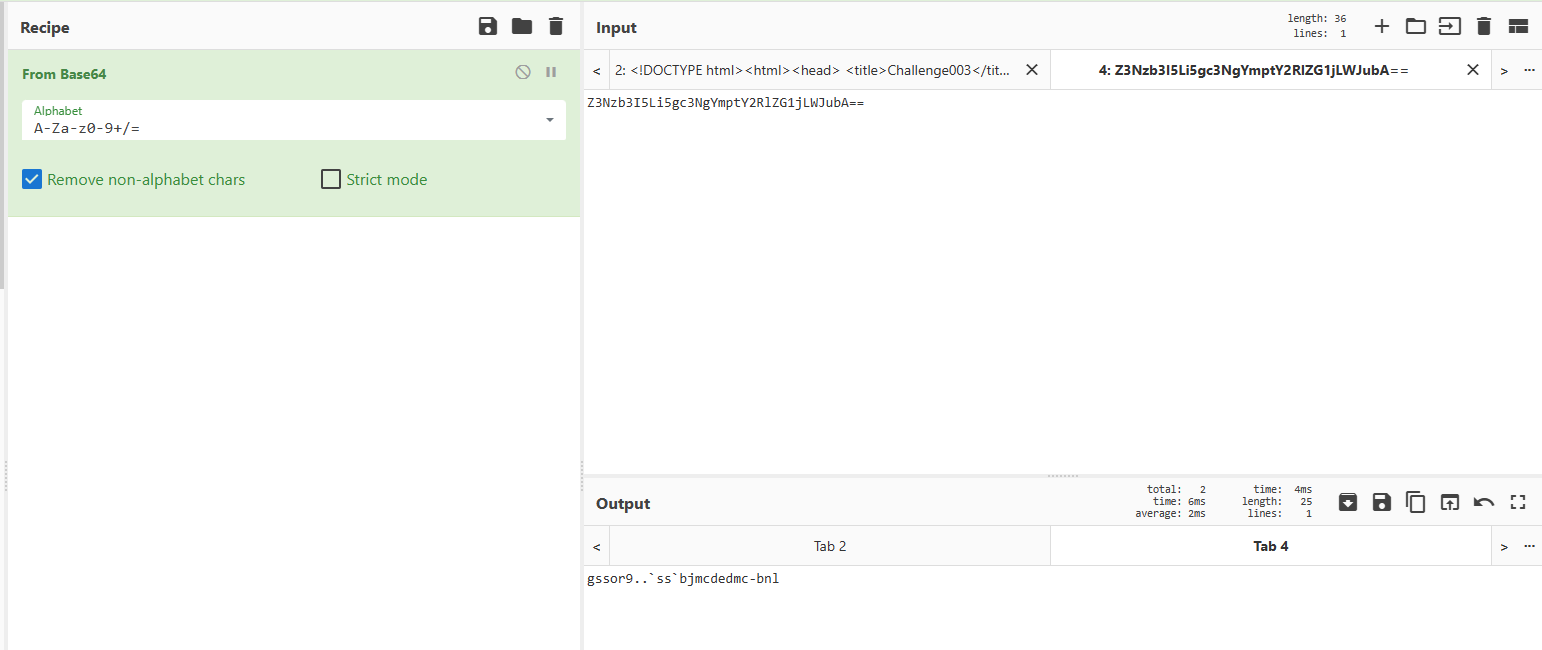 Recipe
From Base64
Alphabet
A-Za-z0-9+/=
Remove non-alphabet chars
Strict mode
Input
length: 36
lines: 1
<
2: <!DOCTYPE html><html><head> <title>Challenge003</tit...
4: Z3Nzb3I5Li5gc3NgYmptY2RlZG1jLWJubA==
> ...
Z3Nzb3I5Li5gc3NgYmptY2RlZG1jLWJubA==
Output
total: 2
time: 6ms
average: 2ms
time: 4ms
length: 25
lines: 1
<
Tab 2
Tab 4
> ...
gssor9..`ss`bjmcdedmc-bnl